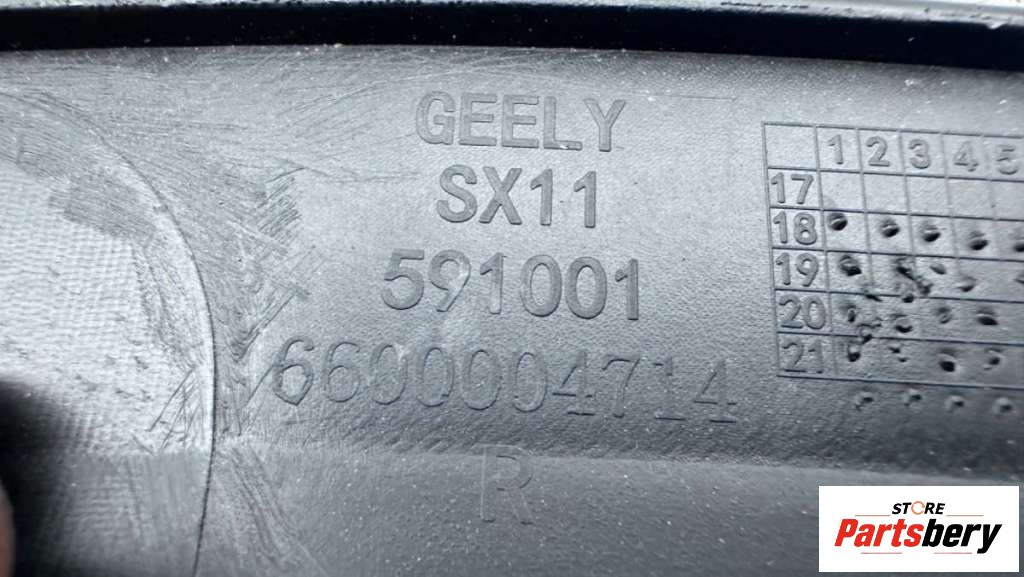 GEELY
SX11
591001
6600004714
R
1 2 3 4 5
17
18
19
20
21
STORE
Partsbery